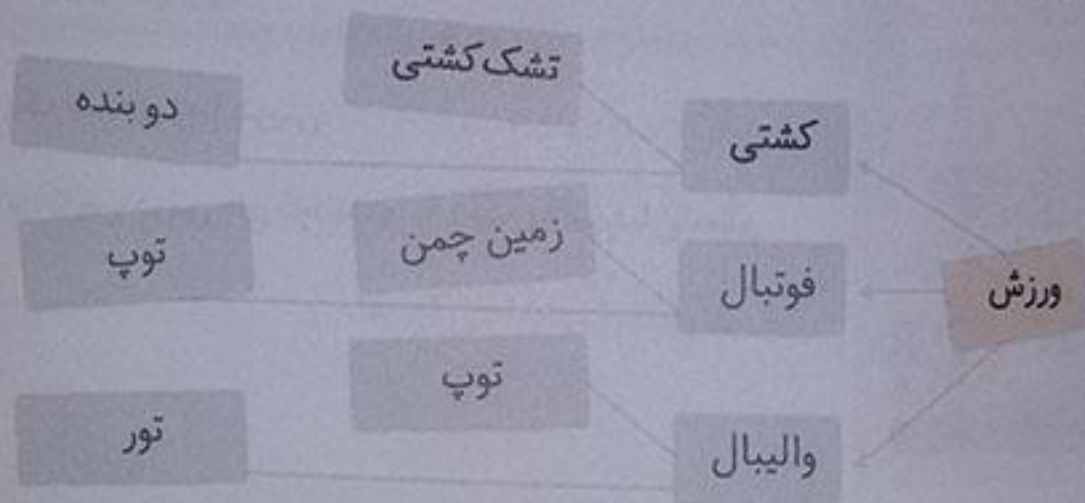 ورزش
کشتی
تشک کشتی
دو بنده
فوتبال
زمین چمن
توپ
والیبال
توپ
تور